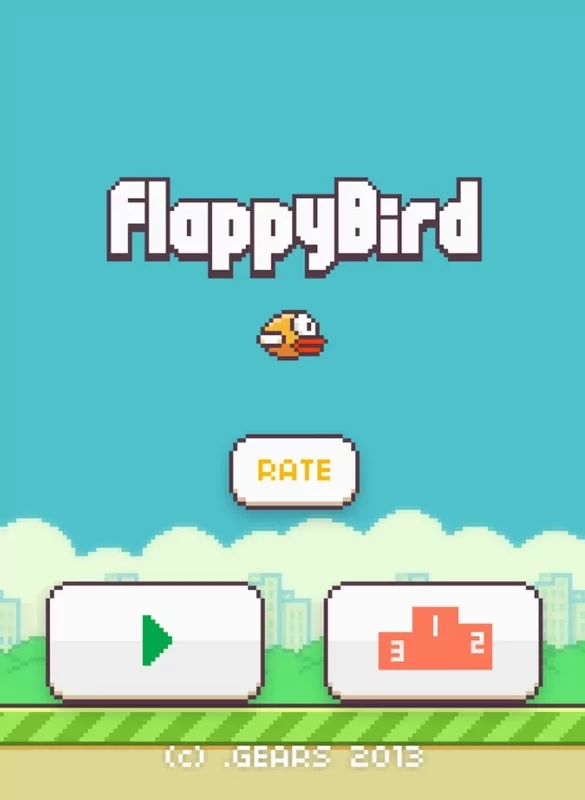 FlappyBird
RATE
1
3 2
(c) .GEARS 2013